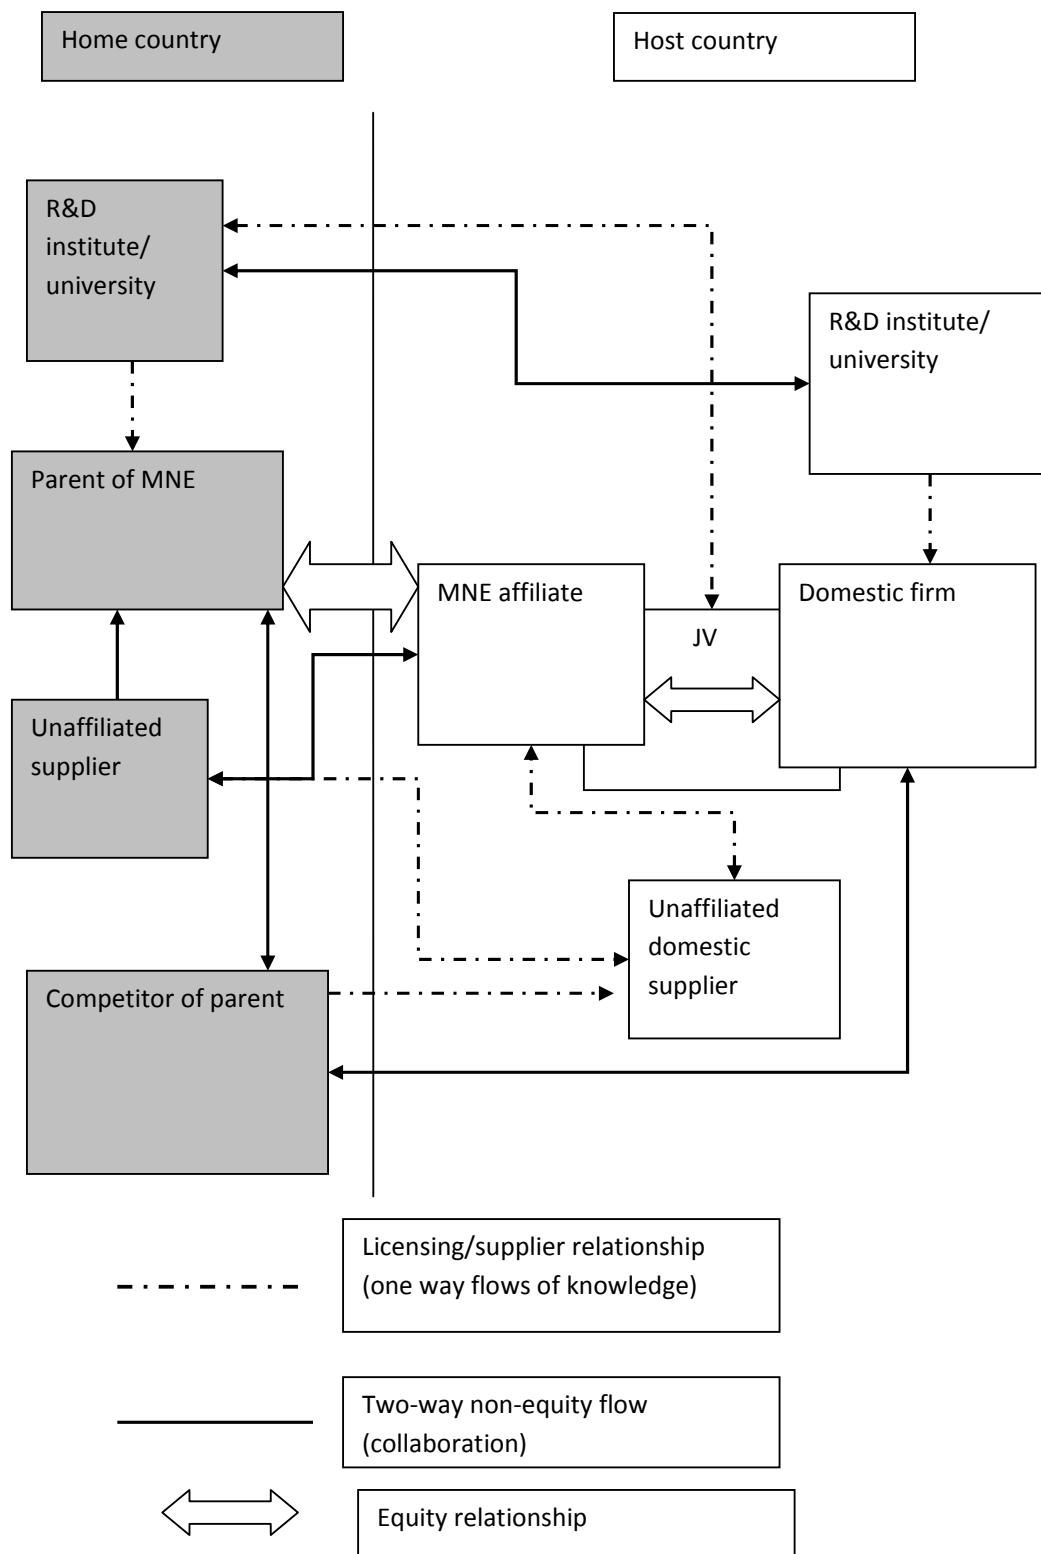 Home country
Host country
R&D
institute/
university
R&D institute/
university
Parent of MNE
MNE affiliate
JV
Domestic firm
Unaffiliated
supplier
Unaffiliated
domestic
supplier
Competitor of parent
Licensing/supplier relationship
(one way flows of knowledge)
Two-way non-equity flow
(collaboration)
Equity relationship